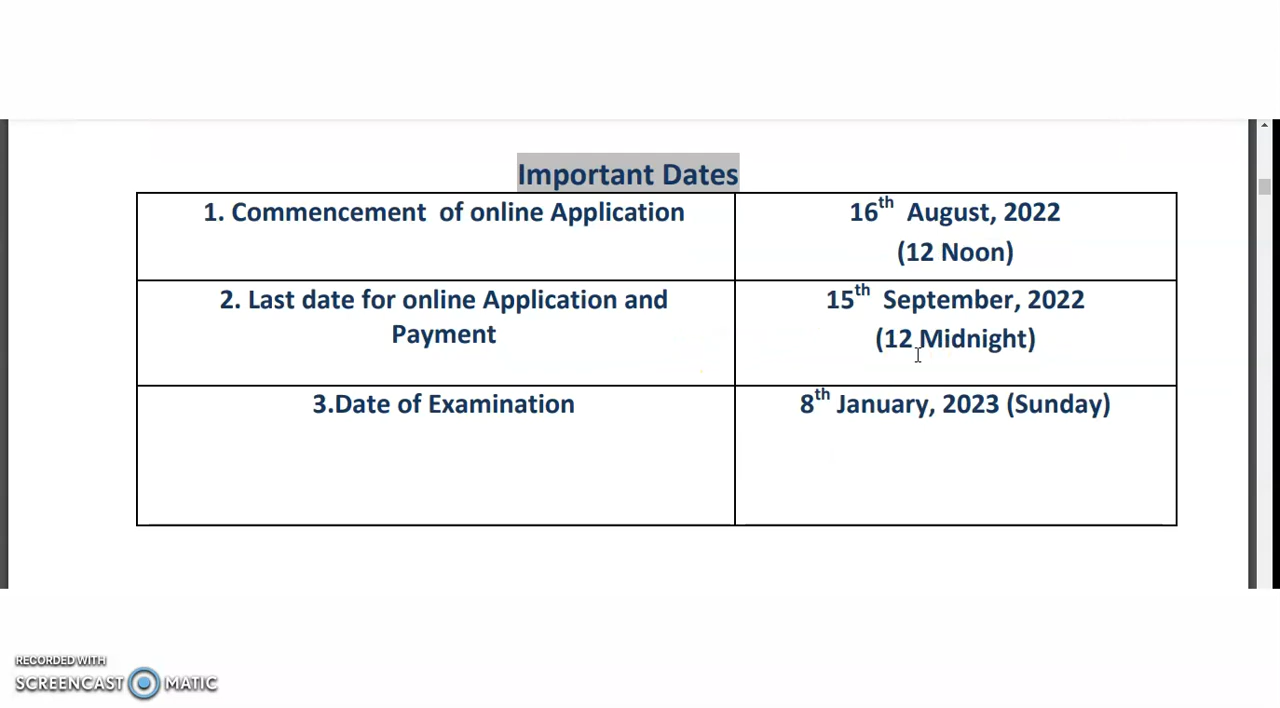 Important Dates
1. Commencement of online Application
16th August, 2022
(12 Noon)
2. Last date for online Application and
Payment
15th September, 2022
(12 Midnight)
3.Date of Examination
8th January, 2023 (Sunday)
RECORDED WITH
SCREENCAST MATIC